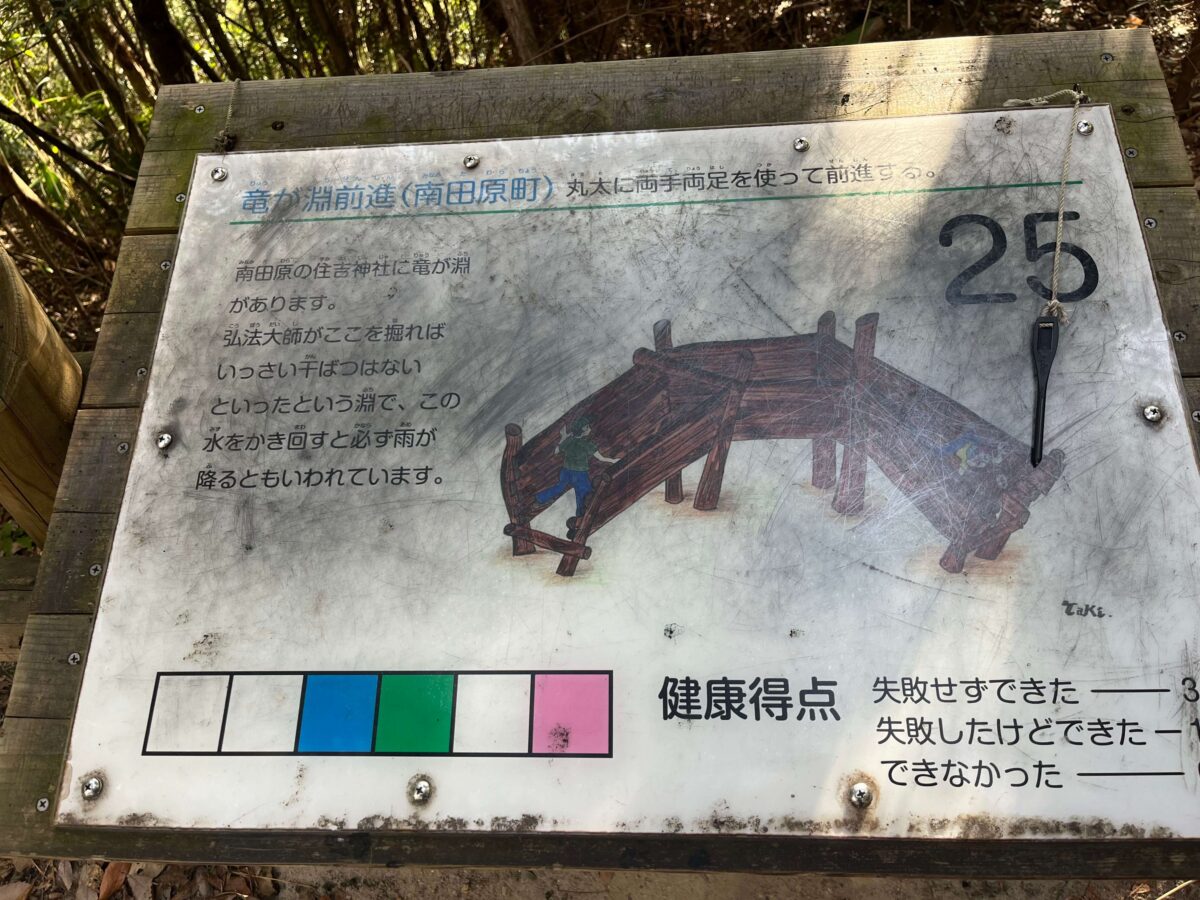 竜が淵前進(南田原町) 丸太に両手両足を使って前進する。
25
南田原の住吉神社に竜が淵
があります。
弘法大師がここを掘れば
いっさい干ばつはない
といったという淵で、この
水をかき回すと必ず雨が
降るともいわれています。
TaKi.
健康得点
失敗せずできた 3
失敗したけどできた 1
できなかった